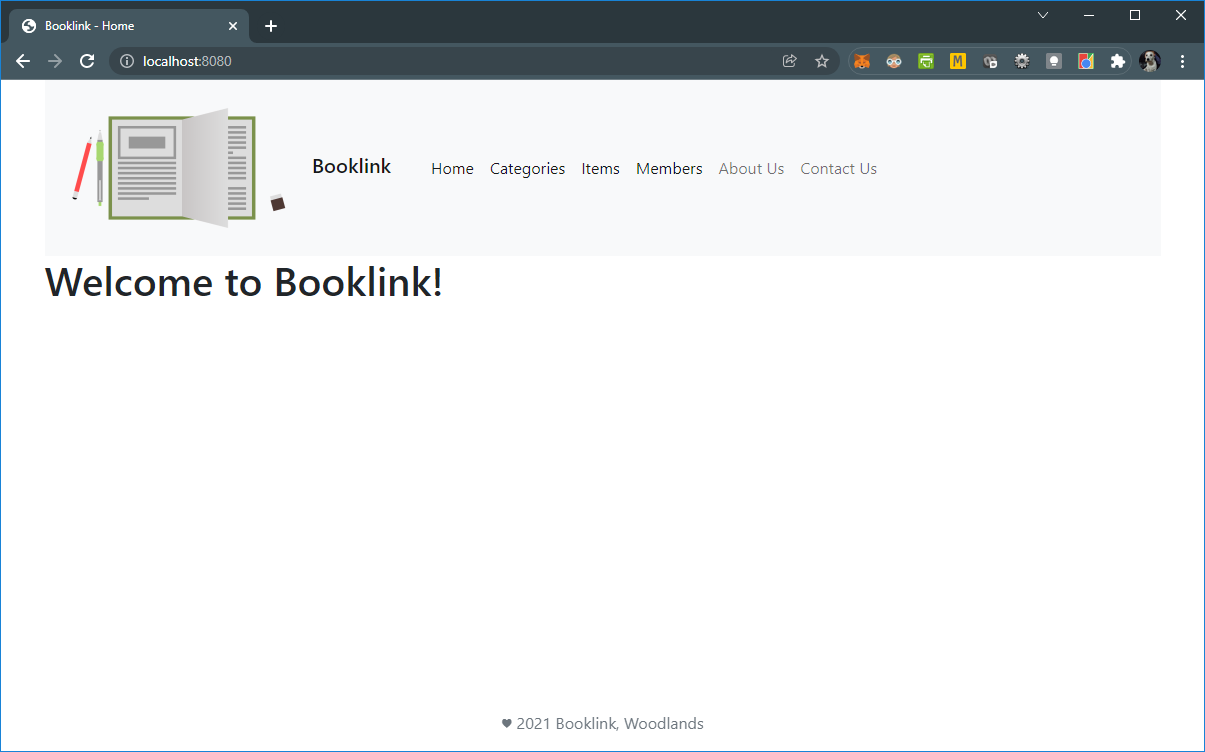 Booklink - Home
localhost:8080
M
Booklink
Home Categories Items Members About Us Contact Us
Welcome to Booklink!
♥ 2021 Booklink, Woodlands